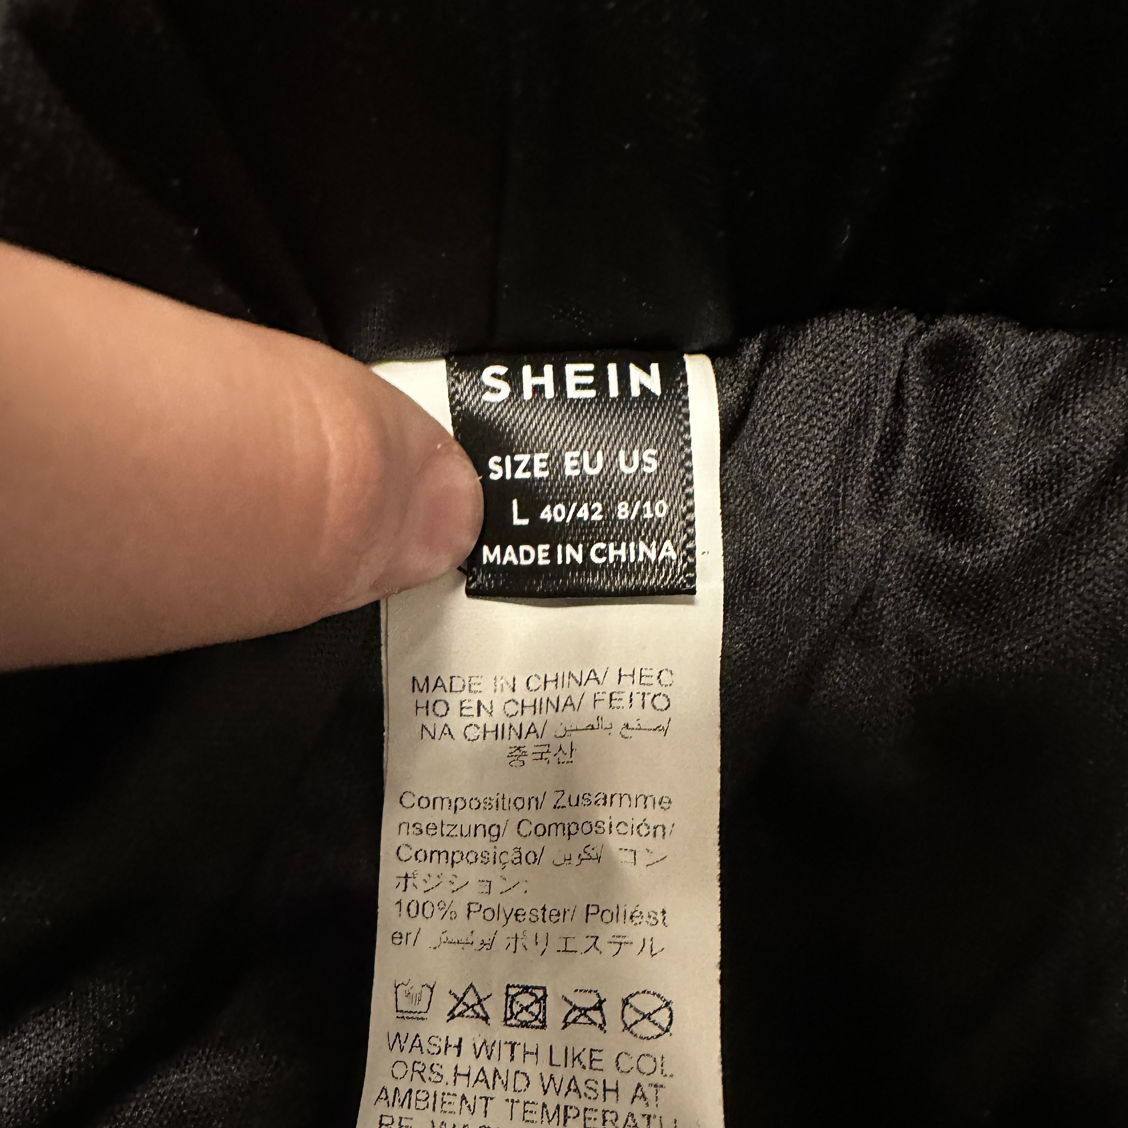 SHEIN
SIZE EU US
L 40/42 8/10
MADE IN CHINA
MADE IN CHINA/ HEC
HO EN CHINA/ FEITO
NA CHINA/ صنع بالصين/
중국산
Composition/ Zusamme
nsetzung/ Composición/
Composição/ تكوين/ コン
ポジション:
100% Polyester/ Poliést
er/ بوليستر/ ポリエステル
WASH WITH LIKE COL
ORS.HAND WASH AT
AMBIENT TEMPERATU